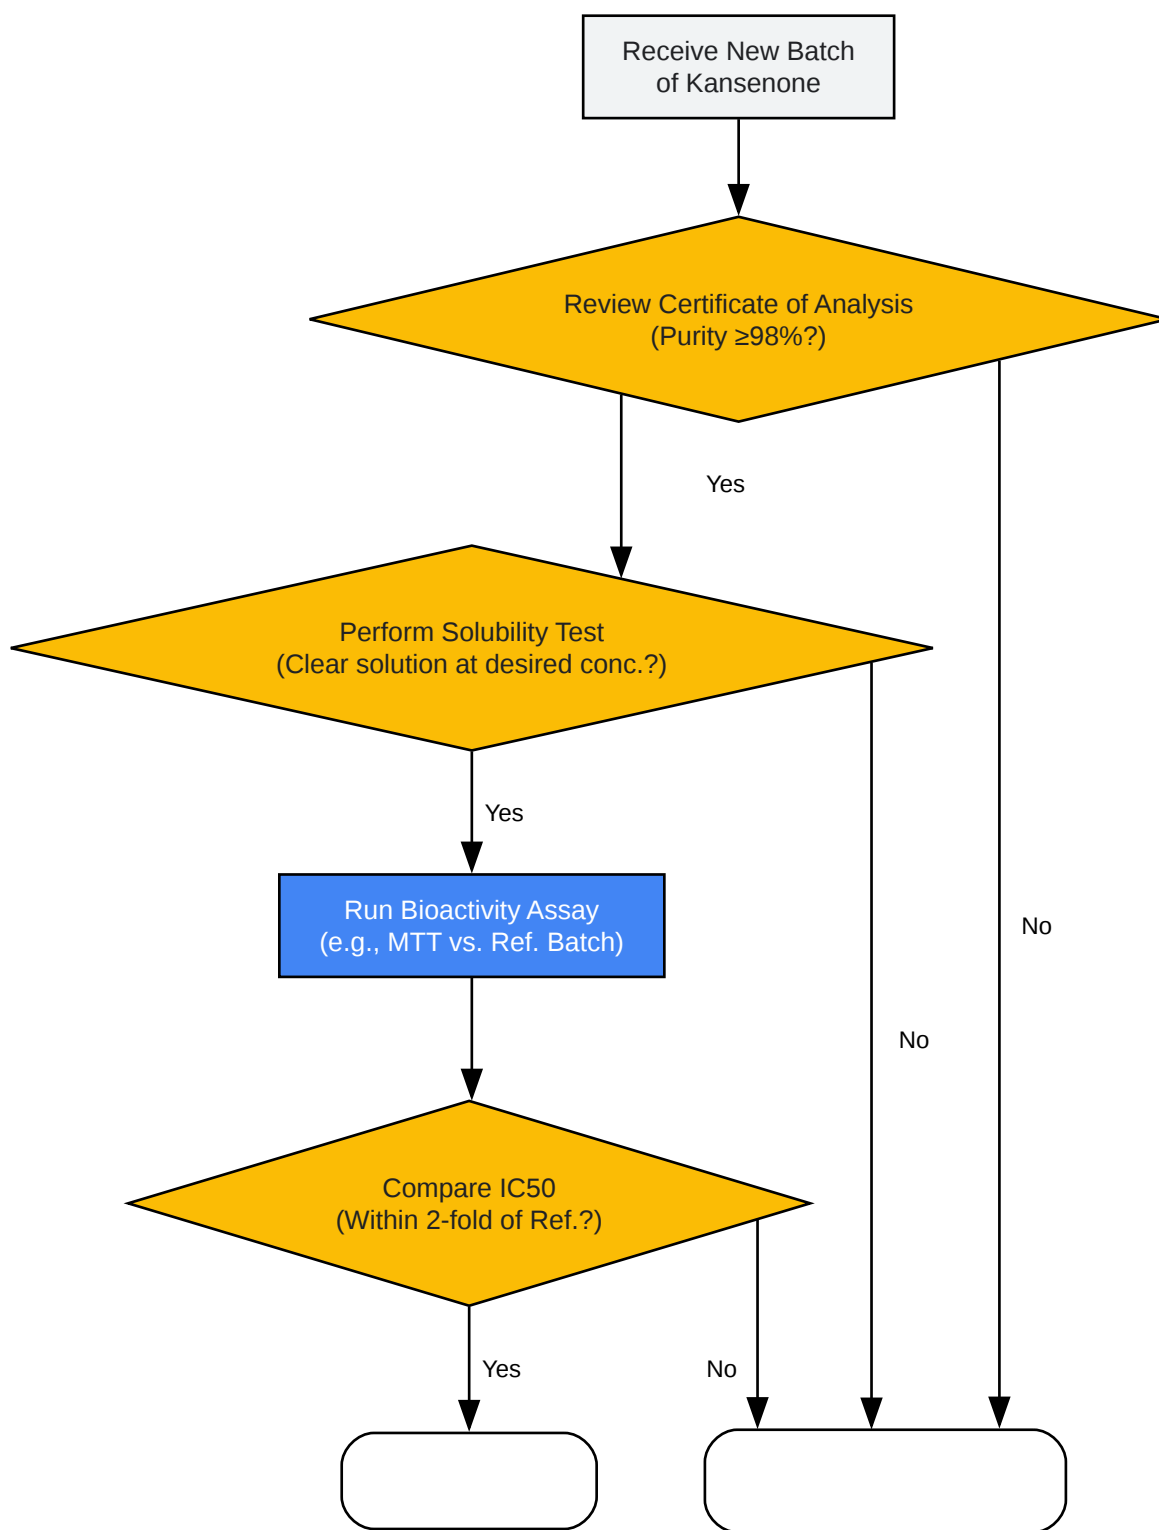 Receive New Batch
of Kansenone
Review Certificate of Analysis
(Purity ≥98%?)
Yes
Perform Solubility Test
(Clear solution at desired conc.?)
Yes
Run Bioactivity Assay
(e.g., MTT vs. Ref. Batch)
No
No
Compare IC50
(Within 2-fold of Ref.?)
Yes
No